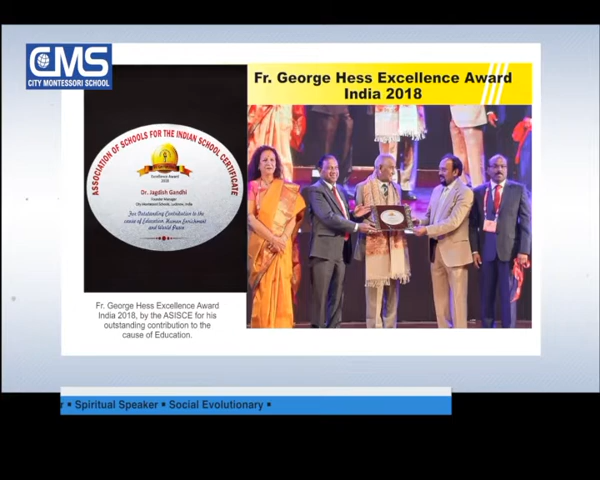 CMS
CITY MONTESSORI SCHOOL
Fr. George Hess Excellence Award
India 2018
ASSOCIATION OF SCHOOLS FOR THE INDIAN SCHOOL CERTIFICATE
Excellence Award
2018
Dr. Jagdish Gandhi
Founder Manager
City Montessori Schools, Lucknow, India
For Outstanding Contribution to the
cause of Education, Human Enrichment
and World Peace
Fr. George Hess Excellence Award
India 2018, by the ASISCE for his
outstanding contribution to the
cause of Education.
r ▪ Spiritual Speaker ▪ Social Evolutionary ▪